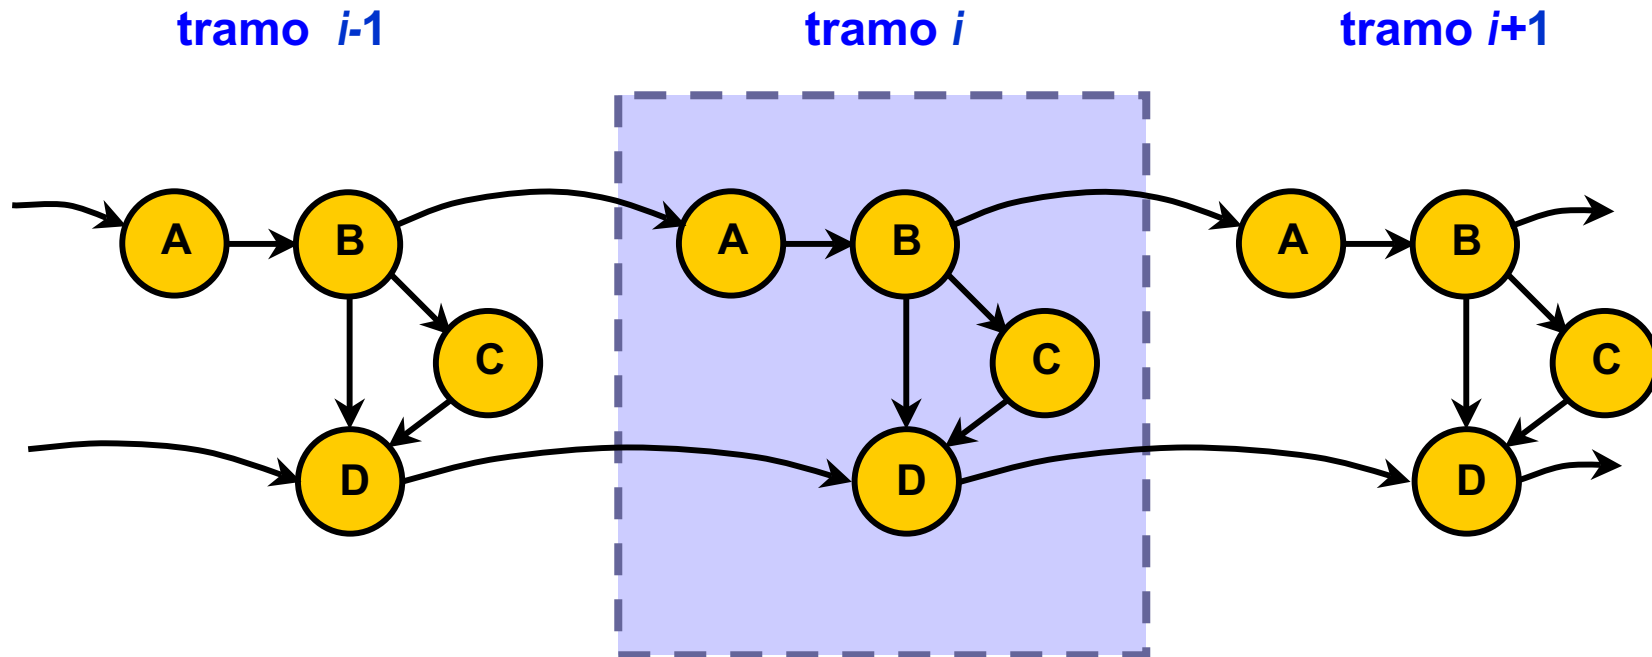 tramo i-1 tramo i tramo i+1
A B A B A B
C C C
D D D